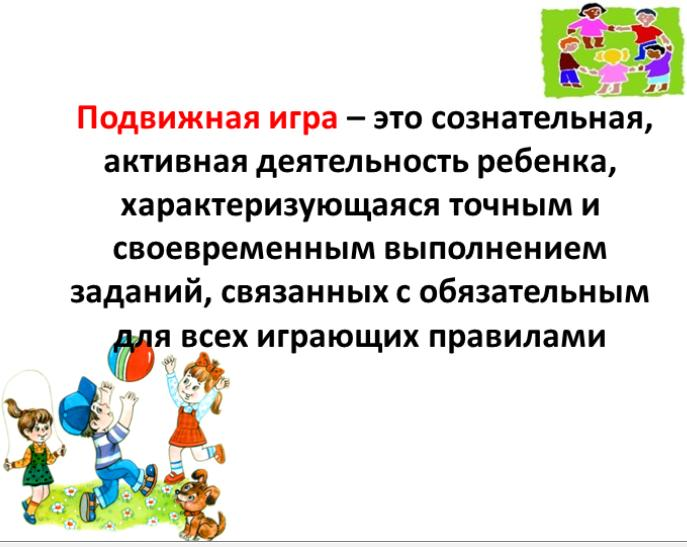 Подвижная игра – это сознательная,
активная деятельность ребенка,
характеризующаяся точным и
своевременным выполнением
заданий, связанных с обязательным
для всех играющих правилами